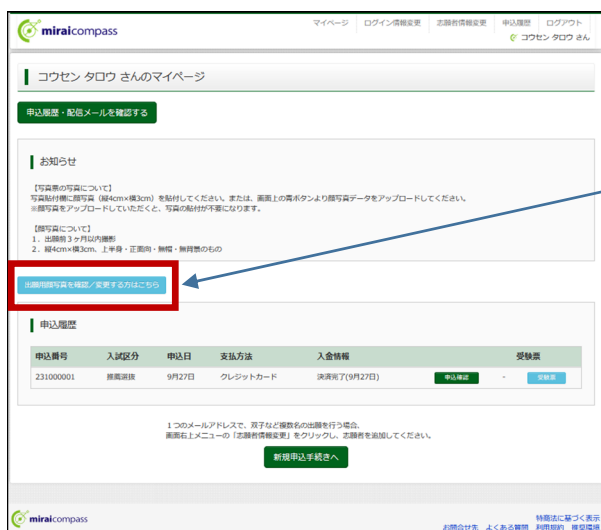 miraicompass
マイページ ログイン情報変更 志願者情報変更 申込履歴 ログアウト
コウセン タロウ さん
コウセン タロウ さんのマイページ
申込履歴・配信メールを確認する
お知らせ
【写真票の写真について】
写真貼付欄に顔写真（縦4cm×横3cm）を貼付してください。または、画面上の青ボタンより顔写真データをアップロードしてください。
※顔写真をアップロードしていただくと、写真の貼付が不要になります。
【顔写真について】
1．出願前３ヶ月以内撮影
2．縦4cm×横3cm、上半身・正面向・無帽・無背景のもの
出願用顔写真を確認／変更する方はこちら
申込履歴
申込番号 入試区分 申込日 支払方法 入金情報 受験票
231000001 推薦選抜 9月27日 クレジットカード 決済完了(9月27日) 申込確認 - 受験票
１つのメールアドレスで、双子など複数名の出願を行う場合、
画面右上メニューの「志願者情報変更」をクリックし、志願者を追加してください。
新規申込手続きへ
miraicompass
特商法に基づく表示
お問合せ先 よくある質問 利用規約 推奨環境